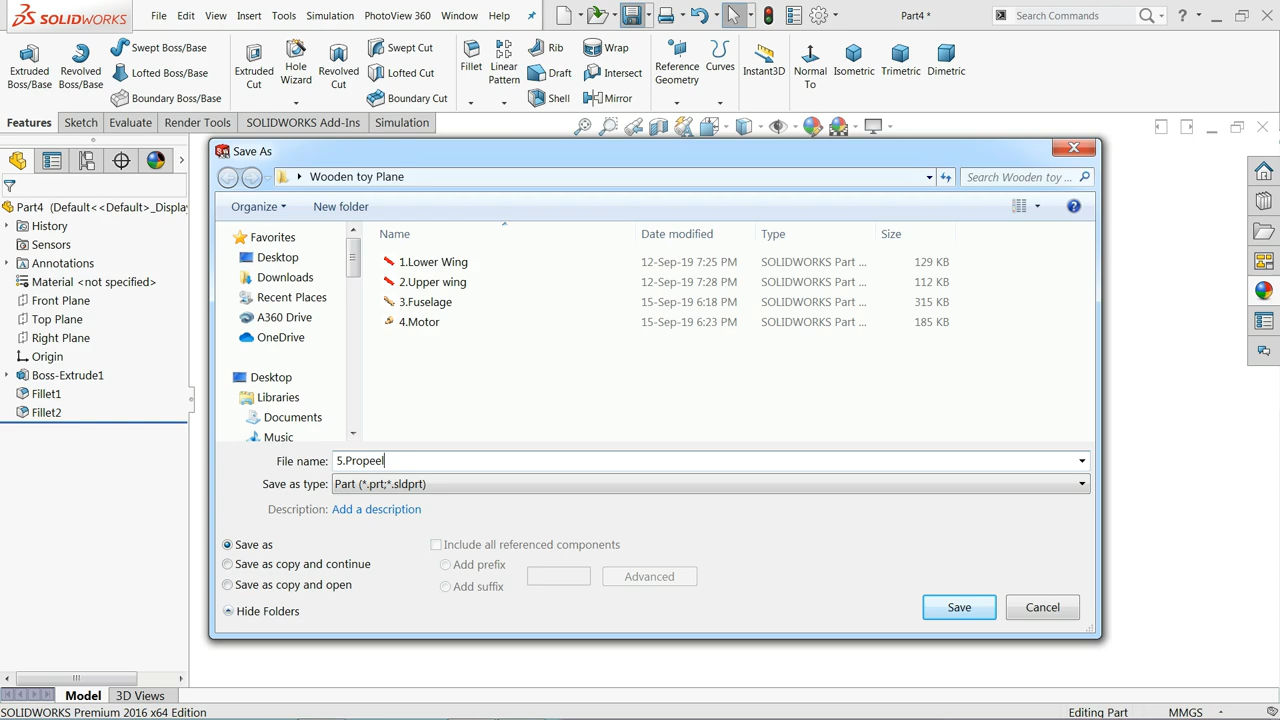 SOLIDWORKS
File Edit View Insert Tools Simulation PhotoView 360 Window Help
Part4 *
Search Commands
Extruded Boss/Base
Revolved Boss/Base
Swept Boss/Base
Lofted Boss/Base
Boundary Boss/Base
Extruded Cut
Hole Wizard
Revolved Cut
Swept Cut
Lofted Cut
Boundary Cut
Fillet
Linear Pattern
Rib
Draft
Shell
Wrap
Intersect
Mirror
Reference Geometry
Curves
Instant3D
Normal To
Isometric
Trimetric
Dimetric
Features Sketch Evaluate Render Tools SOLIDWORKS Add-Ins Simulation
Part4 (Default<<Default>_Displa
History
Sensors
Annotations
Material <not specified>
Front Plane
Top Plane
Right Plane
Origin
Boss-Extrude1
Fillet1
Fillet2
Save As
Wooden toy Plane
Search Wooden toy ...
Organize New folder
Favorites
Desktop
Downloads
Recent Places
A360 Drive
OneDrive
Desktop
Libraries
Documents
Music
Name Date modified Type Size
1.Lower Wing 12-Sep-19 7:25 PM SOLIDWORKS Part ... 129 KB
2.Upper wing 12-Sep-19 7:28 PM SOLIDWORKS Part ... 112 KB
3.Fuselage 15-Sep-19 6:18 PM SOLIDWORKS Part ... 315 KB
4.Motor 15-Sep-19 6:23 PM SOLIDWORKS Part ... 185 KB
File name: 5.Propeel
Save as type: Part (*.prt;*.sldprt)
Description: Add a description
Save as
Save as copy and continue
Save as copy and open
Include all referenced components
Add prefix
Add suffix
Advanced
Hide Folders
Save Cancel
Model 3D Views
SOLIDWORKS Premium 2016 x64 Edition
Editing Part MMGS